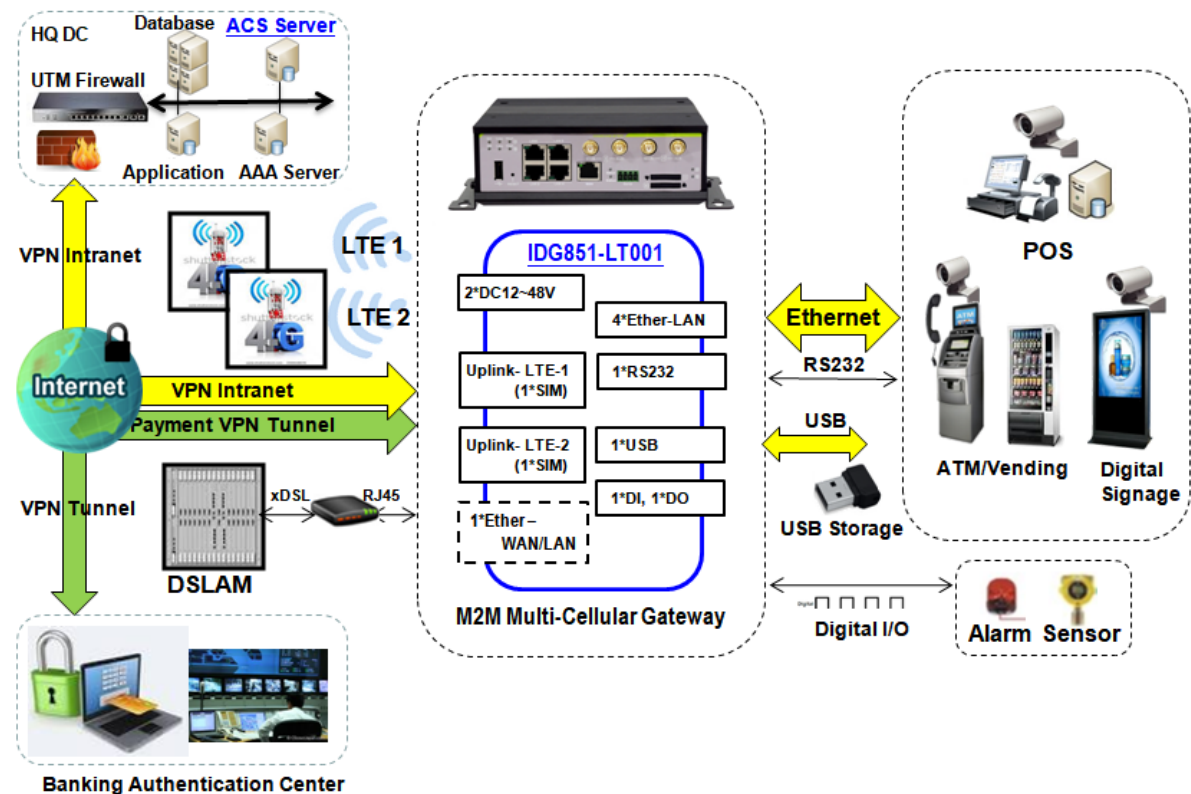 HQ DC
Database
ACS Server
UTM Firewall
Application
AAA Server
VPN Intranet
LTE 1
LTE 2
4G
Internet
VPN Intranet
Payment VPN Tunnel
VPN Tunnel
xDSL
RJ45
DSLAM
Banking Authentication Center
IDG851-LT001
2*DC12~48V
4*Ether-LAN
Uplink- LTE-1
(1*SIM)
1*RS232
Uplink- LTE-2
(1*SIM)
1*USB
1*DI, 1*DO
1*Ether –
WAN/LAN
M2M Multi-Cellular Gateway
Ethernet
RS232
USB
USB Storage
Digital
Digital I/O
POS
ATM
ATM/Vending
Digital
Signage
Alarm
Sensor